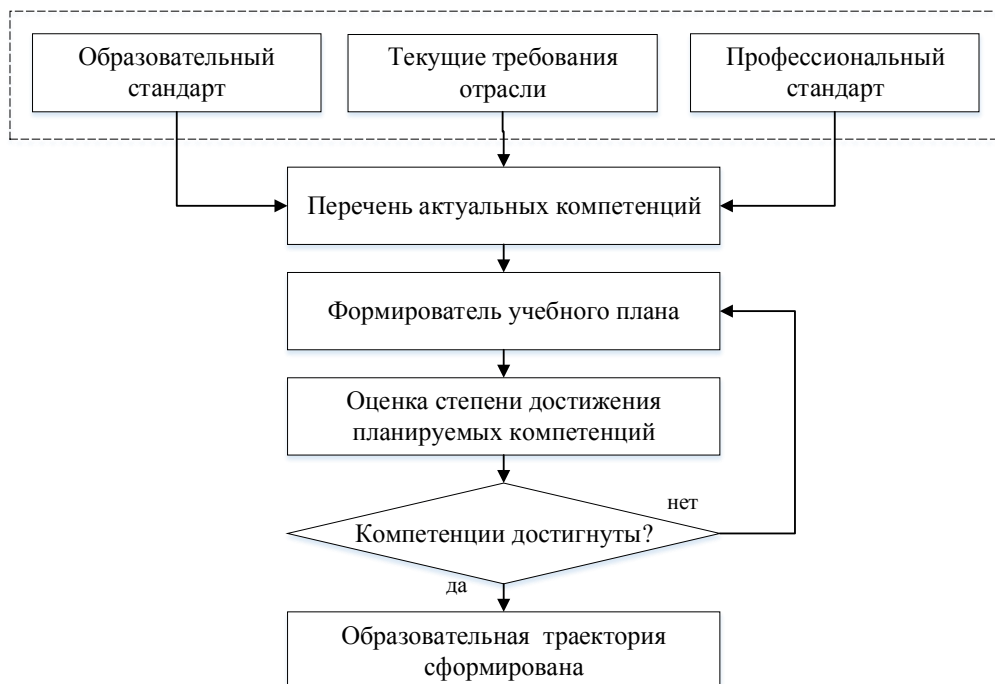 Образовательный
стандарт
Текущие требования
отрасли
Профессиональный
стандарт
Перечень актуальных компетенций
Формирователь учебного плана
Оценка степени достижения
планируемых компетенций
нет
Компетенции достигнуты?
да
Образовательная траектория
сформирована